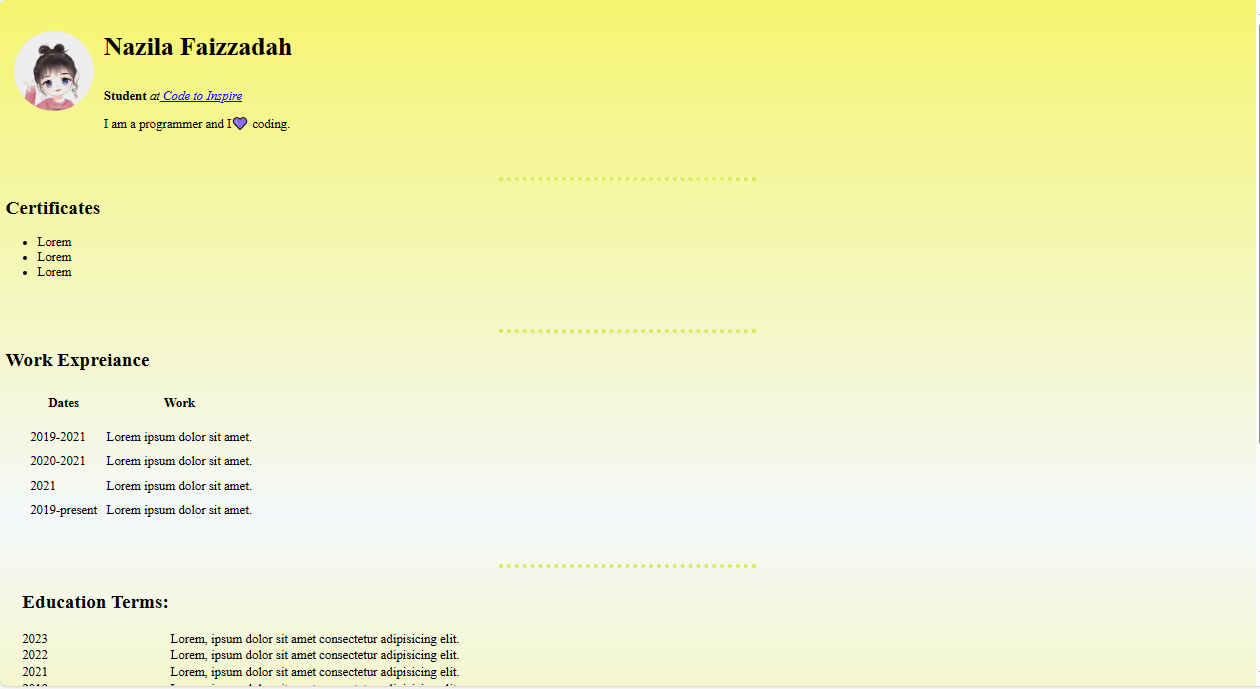 Nazila Faizzadah
Student at Code to Inspire
I am a programmer and I💜 coding.
Certificates
• Lorem
• Lorem
• Lorem
Work Expreiance
Dates Work
2019-2021 Lorem ipsum dolor sit amet.
2020-2021 Lorem ipsum dolor sit amet.
2021 Lorem ipsum dolor sit amet.
2019-present Lorem ipsum dolor sit amet.
Education Terms:
2023 Lorem, ipsum dolor sit amet consectetur adipisicing elit.
2022 Lorem, ipsum dolor sit amet consectetur adipisicing elit.
2021 Lorem, ipsum dolor sit amet consectetur adipisicing elit.